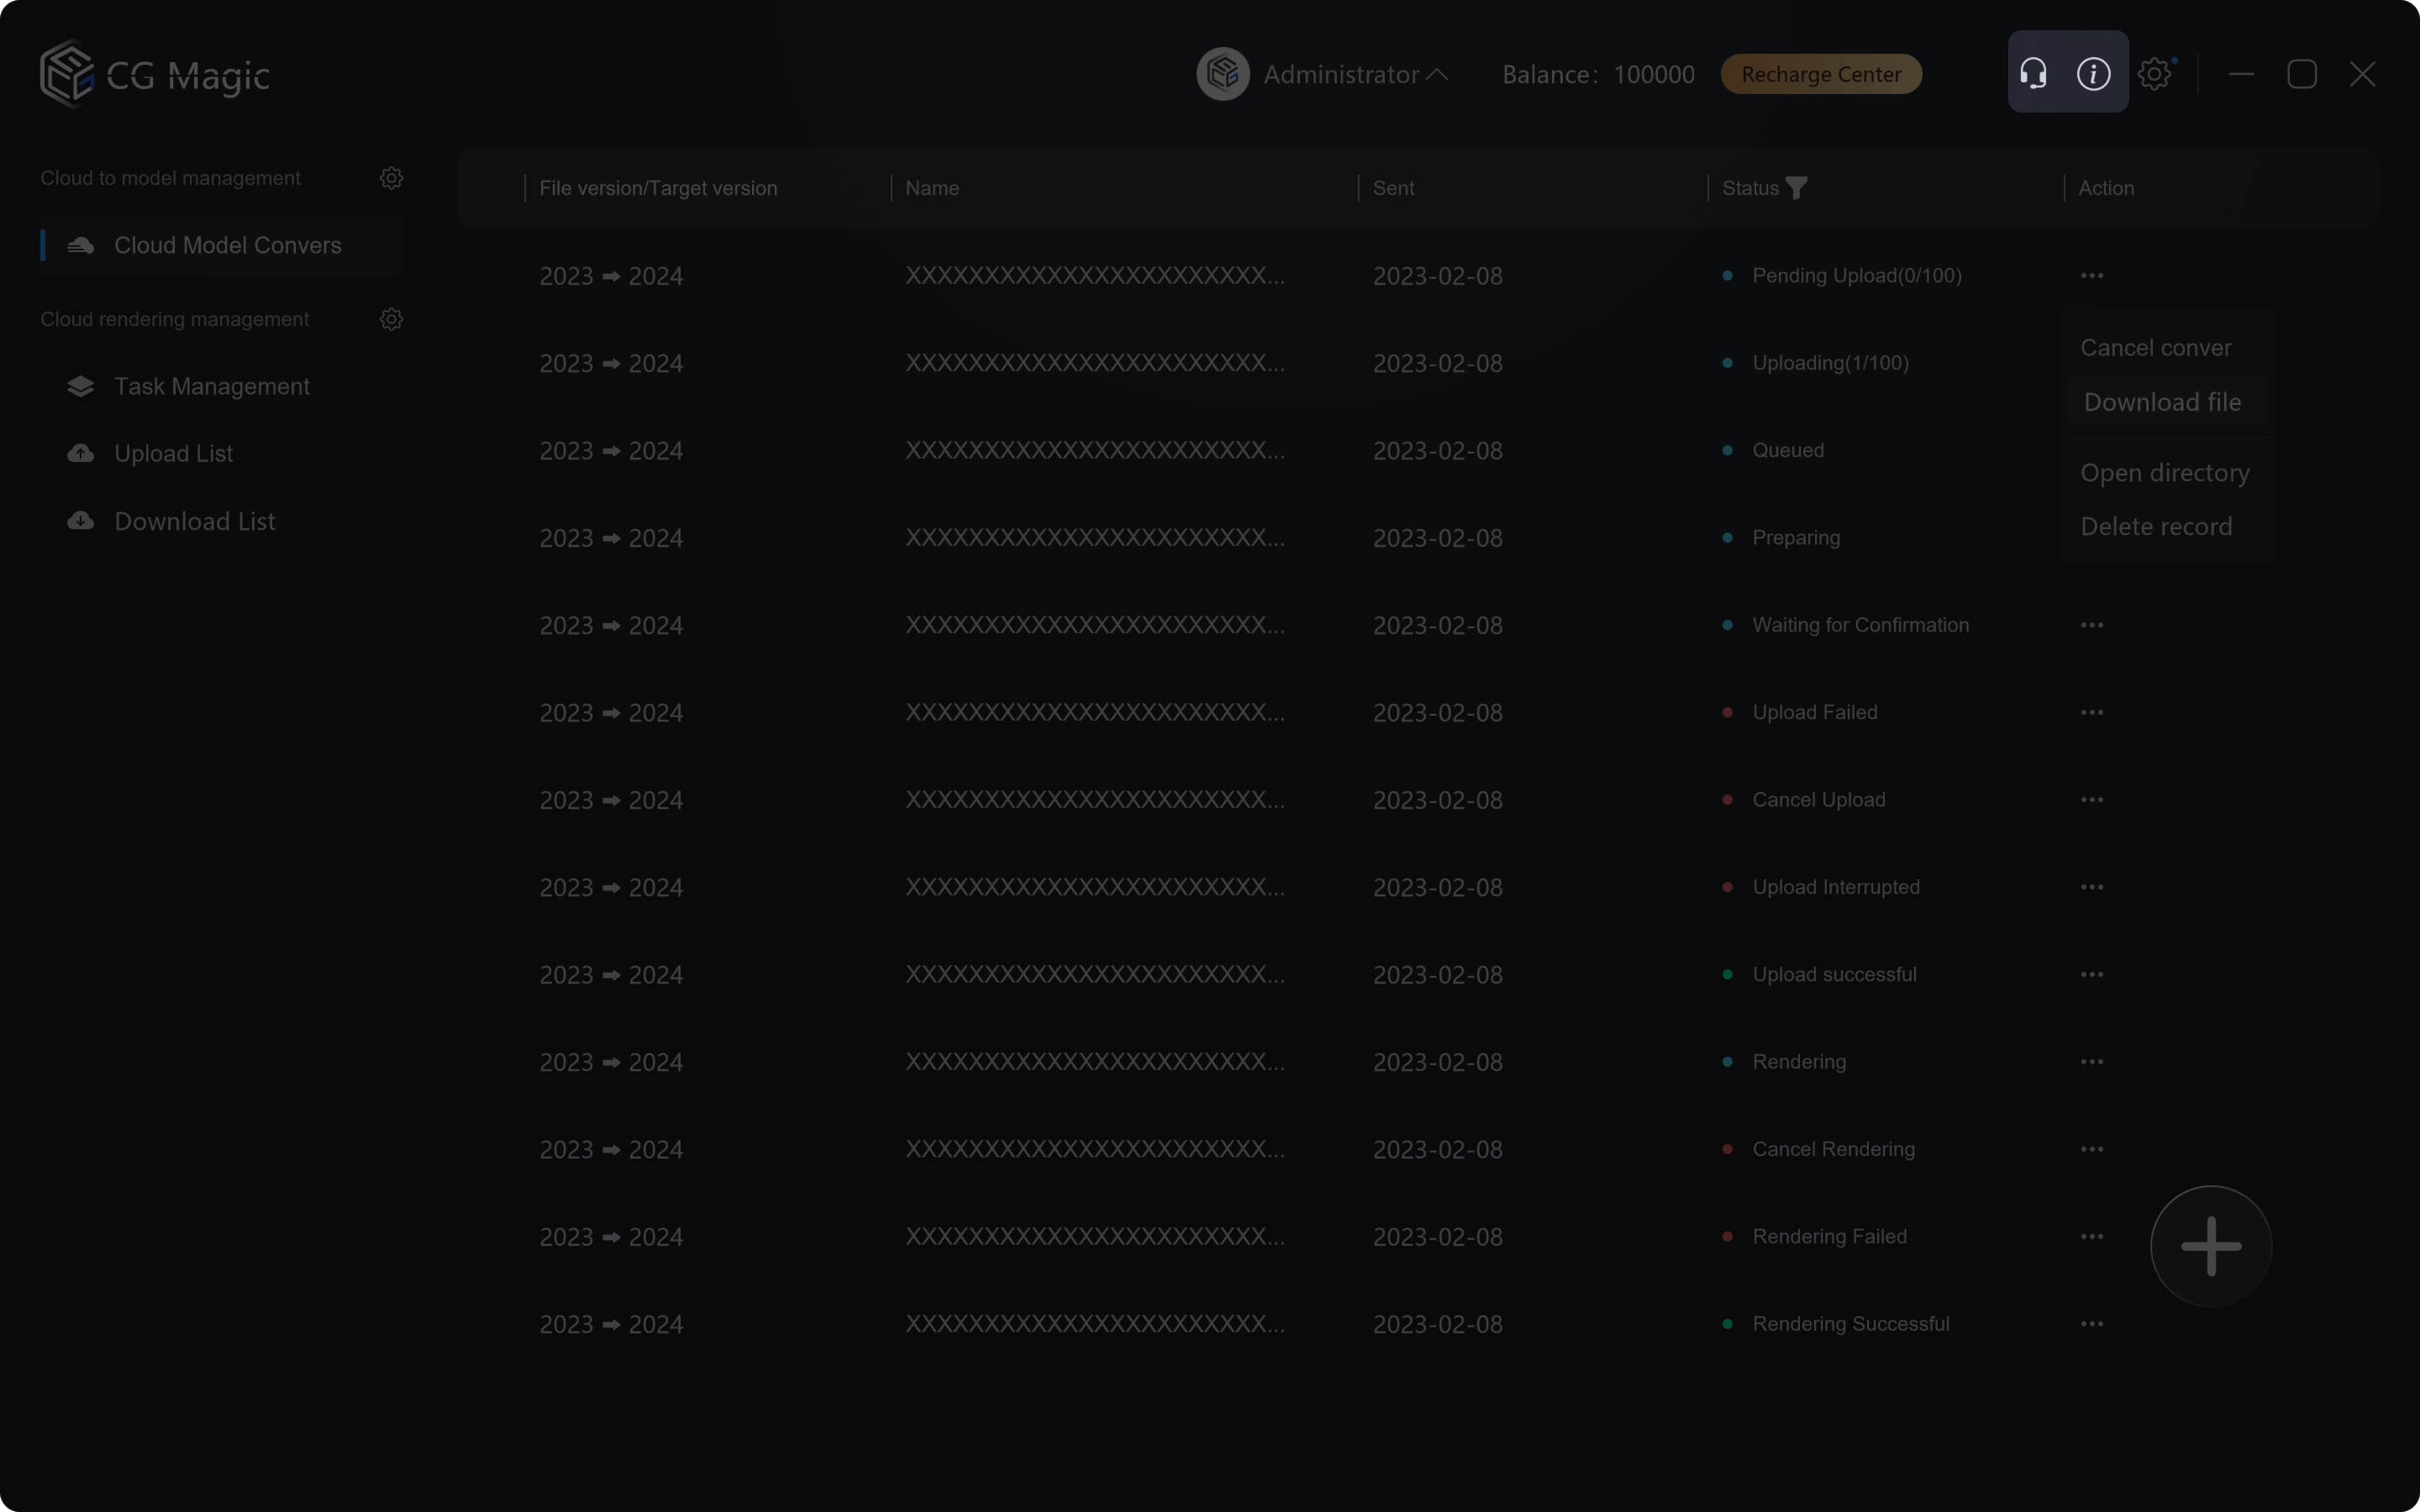 CG Magic
Administrator
Balance: 100000
Recharge Center
Cloud to model management
Cloud Model Convers
Cloud rendering management
Task Management
Upload List
Download List
File version/Target version Name Sent Status Action
2023 ➡ 2024 XXXXXXXXXXXXXXXXXXXXXXX... 2023-02-08 Pending Upload(0/100)
2023 ➡ 2024 XXXXXXXXXXXXXXXXXXXXXXX... 2023-02-08 Uploading(1/100)
2023 ➡ 2024 XXXXXXXXXXXXXXXXXXXXXXX... 2023-02-08 Queued
2023 ➡ 2024 XXXXXXXXXXXXXXXXXXXXXXX... 2023-02-08 Preparing
2023 ➡ 2024 XXXXXXXXXXXXXXXXXXXXXXX... 2023-02-08 Waiting for Confirmation
2023 ➡ 2024 XXXXXXXXXXXXXXXXXXXXXXX... 2023-02-08 Upload Failed
2023 ➡ 2024 XXXXXXXXXXXXXXXXXXXXXXX... 2023-02-08 Cancel Upload
2023 ➡ 2024 XXXXXXXXXXXXXXXXXXXXXXX... 2023-02-08 Upload Interrupted
2023 ➡ 2024 XXXXXXXXXXXXXXXXXXXXXXX... 2023-02-08 Upload successful
2023 ➡ 2024 XXXXXXXXXXXXXXXXXXXXXXX... 2023-02-08 Rendering
2023 ➡ 2024 XXXXXXXXXXXXXXXXXXXXXXX... 2023-02-08 Cancel Rendering
2023 ➡ 2024 XXXXXXXXXXXXXXXXXXXXXXX... 2023-02-08 Rendering Failed
2023 ➡ 2024 XXXXXXXXXXXXXXXXXXXXXXX... 2023-02-08 Rendering Successful
Cancel conver
Download file
Open directory
Delete record